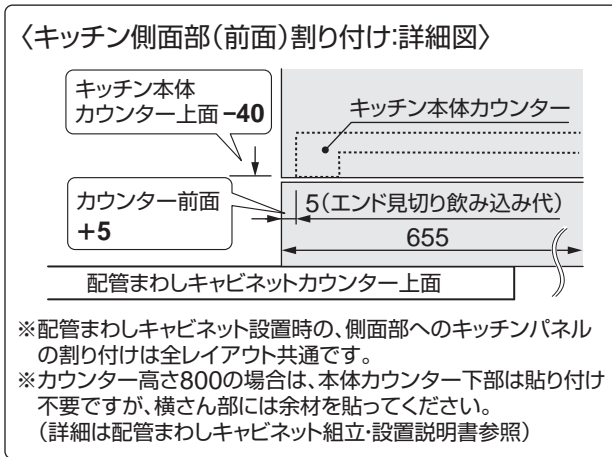 〈キッチン側面部(前面)割り付け:詳細図〉
キッチン本体
カウンター上面−40
キッチン本体カウンター
カウンター前面
+5
5(エンド見切り飲み込み代)
655
配管まわしキャビネットカウンター上面
※配管まわしキャビネット設置時の、側面部へのキッチンパネル
の割り付けは全レイアウト共通です。
※カウンター高さ800の場合は、本体カウンター下部は貼り付け
不要ですが、横さん部には余材を貼ってください。
(詳細は配管まわしキャビネット組立・設置説明書参照)